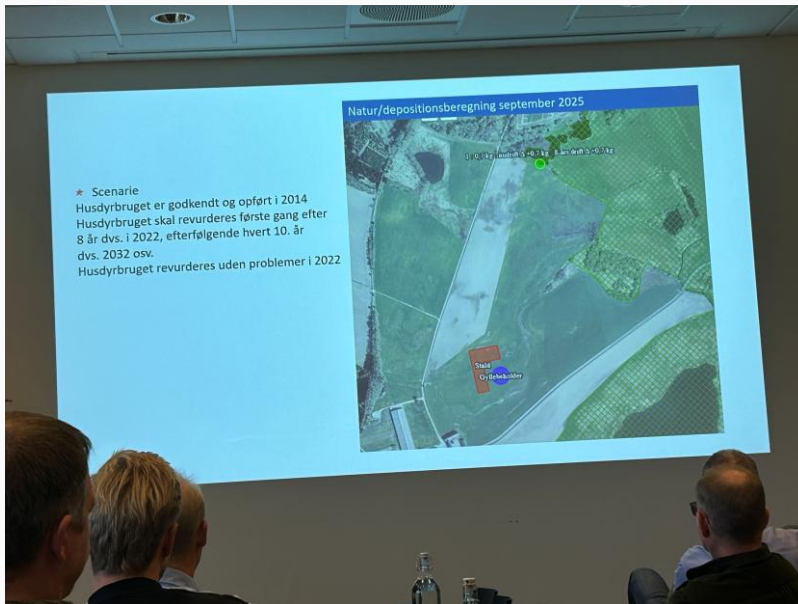 Natur/depositionsberegning september 2025
* Scenarie
Husdyrbruget er godkendt og opført i 2014
Husdyrbruget skal revurderes første gang efter
8 år dvs. i 2022, efterfølgende hvert 10. år
dvs. 2032 osv.
Husdyrbruget revurderes uden problemer i 2022
Stald
Gyllebeholder